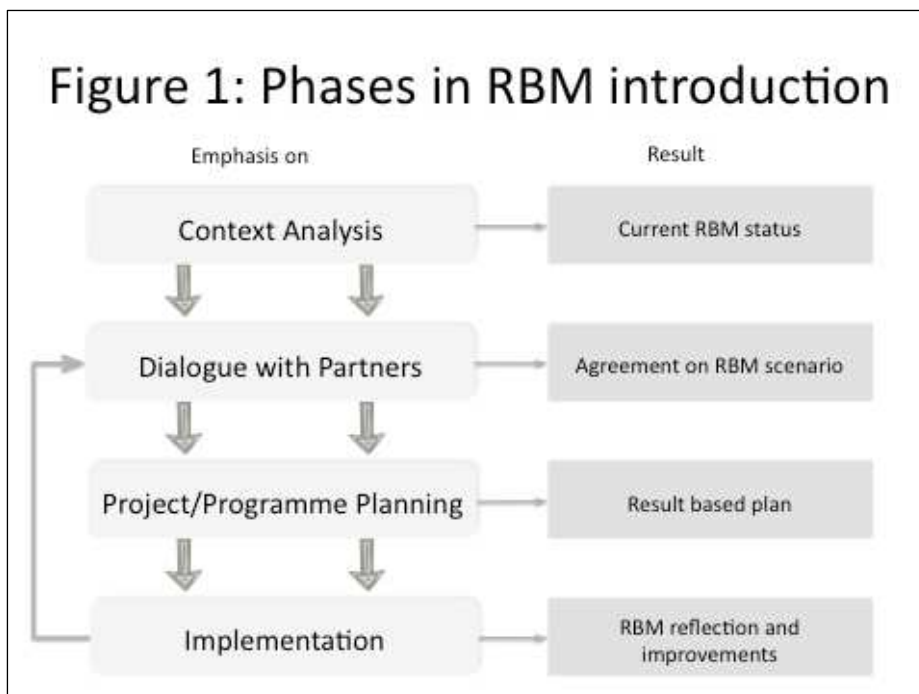 Figure 1: Phases in RBM introduction
Emphasis on
Result
Context Analysis
Current RBM status
Dialogue with Partners
Agreement on RBM scenario
Project/Programme Planning
Result based plan
Implementation
RBM reflection and
improvements